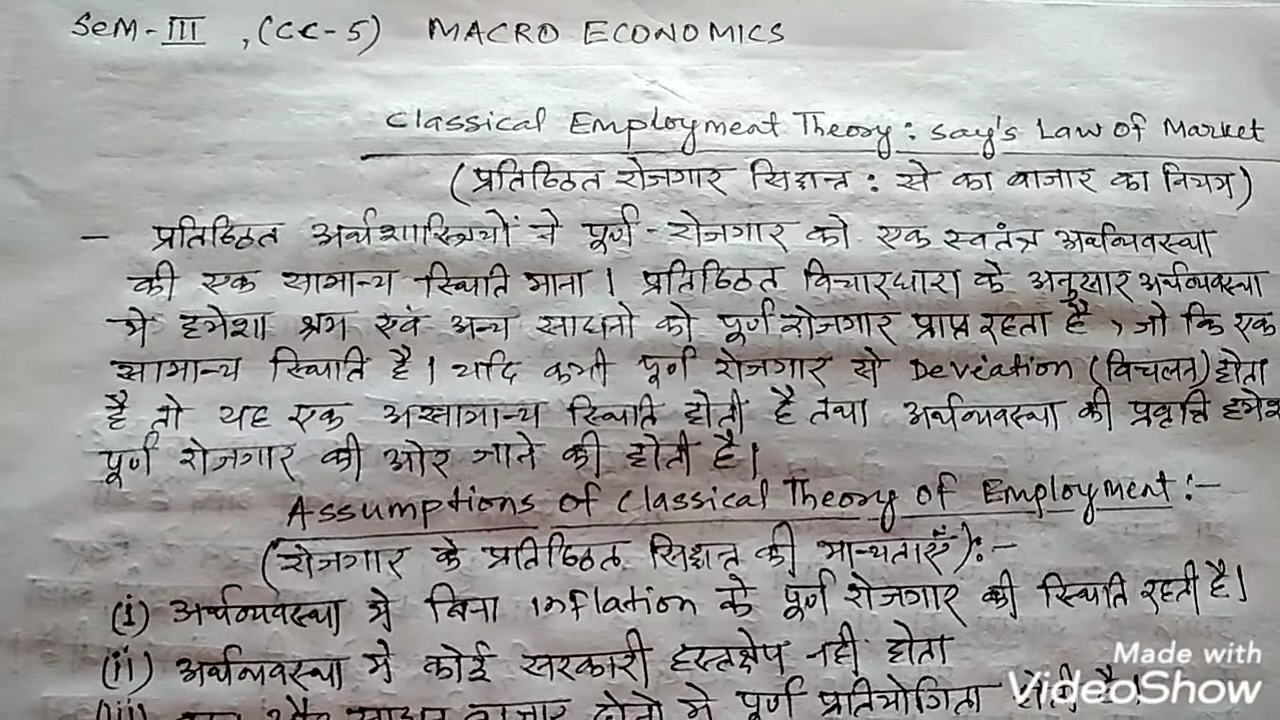 SEM-III, (CC-5) MACRO ECONOMICS
Classical Employment Theory: Say's Law of Market
(प्रतिष्ठित रोजगार सिद्धान्त : से का बाजार का नियम)
- प्रतिष्ठित अर्थशास्त्रियों ने पूर्ण-रोजगार को एक स्वतंत्र अर्थव्यवस्था
की एक सामान्य स्थिति माना। प्रतिष्ठित विचारधारा के अनुसार अर्थव्यवस्था
मे हमेशा श्रम एवं अन्य साधनो को पूर्ण रोजगार प्राप्त रहता है, जो कि एक
सामान्य स्थिति है। यदि कभी पूर्ण रोजगार से Deviation (विचलन) होता
है तो यह एक असामान्य स्थिति होती है तथा अर्थव्यवस्था की प्रवृत्ति हमेश
पूर्ण रोजगार की ओर जाने की होती है।
Assumptions of Classical Theory of Employment:-
(रोजगार के प्रतिष्ठित सिद्धान्त की मान्यताएँ):-
(i) अर्थव्यवस्था मे बिना Inflation के पूर्ण रोजगार की स्थिति रहती है।
(ii) अर्थव्यवस्था मे कोई सरकारी हस्तक्षेप नही होता
(iii) बाजार दोनो मे पूर्ण प्रतियोगिता होती है।
Made with
VideoShow